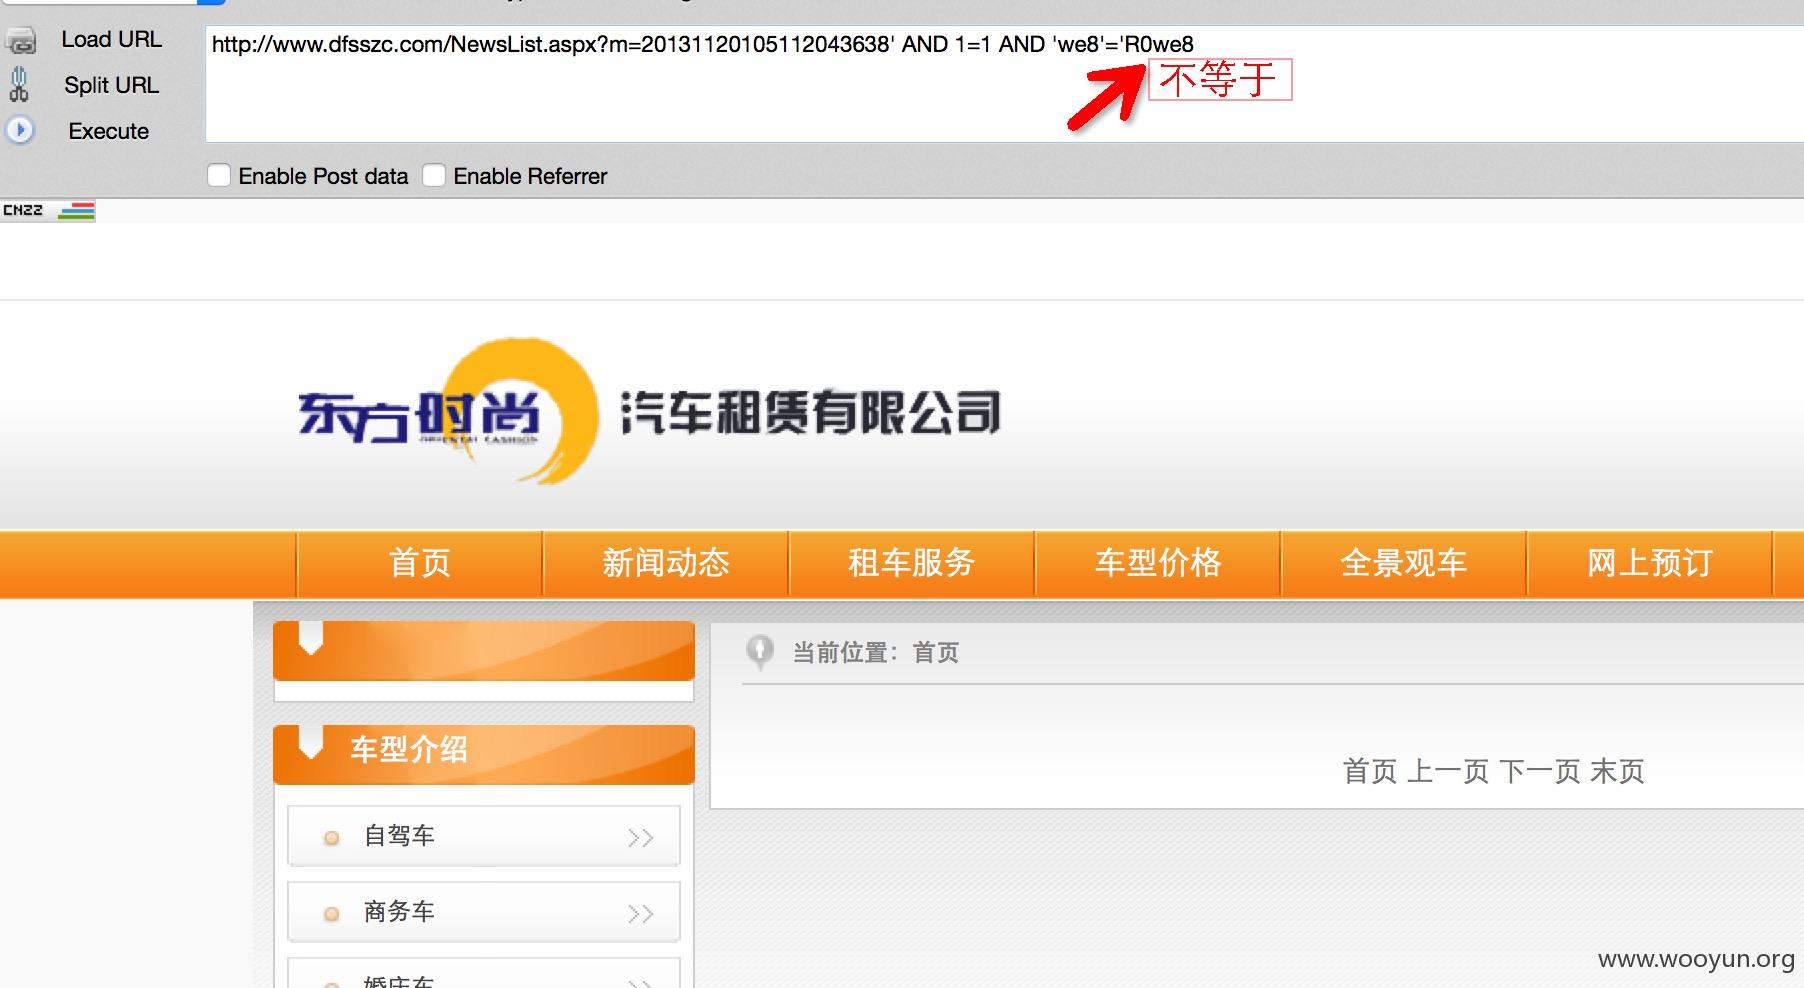 Load URL
http://www.dfsszc.com/NewsList.aspx?m=20131120105112043638' AND 1=1 AND 'we8'='R0we8
不等于
Split URL
Execute
Enable Post data
Enable Referrer
CNZZ
东方时尚 汽车租赁有限公司
ORIENTAL FASHION
首页 新闻动态 租车服务 车型价格 全景观车 网上预订
当前位置：首页
车型介绍
首页 上一页 下一页 末页
自驾车 >>
商务车 >>
婚庆车 >>
www.wooyun.org